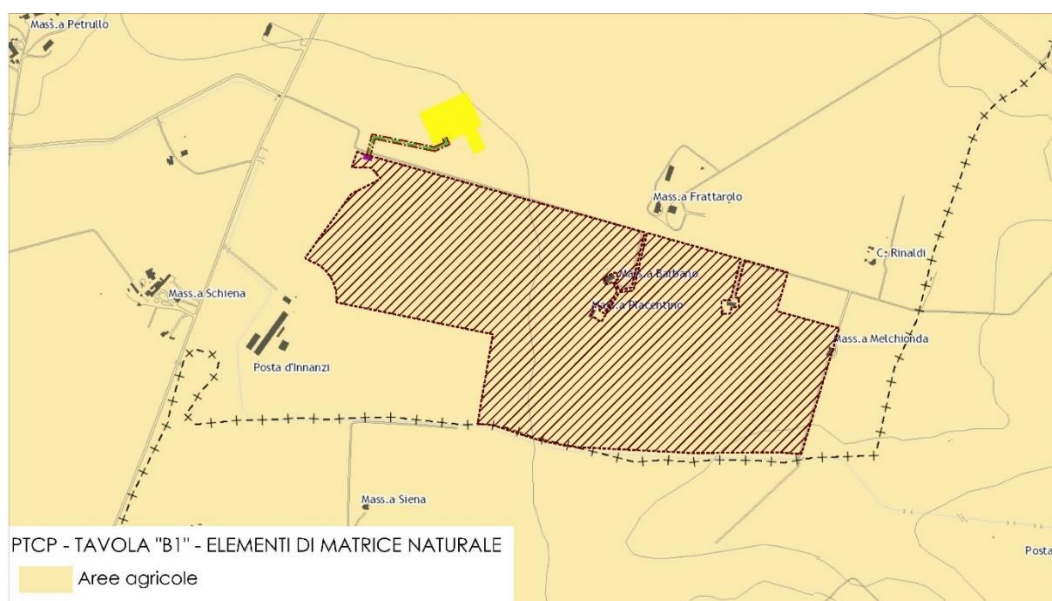 Mass.a Petrullo
Mass.a Frattarolo
C. Rinaldi
Mass.a Barbano
Mass.a Schiena
Mass.a Piacentino
Mass.a Melchionda
Posta d'Innanzi
Mass.a Siena
Posta
PTCP - TAVOLA "B1" - ELEMENTI DI MATRICE NATURALE
Aree agricole